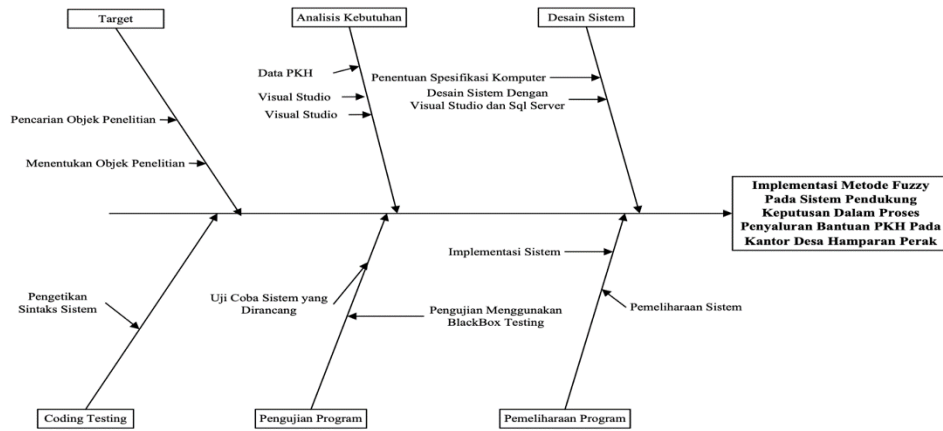 Target
Analisis Kebutuhan
Desain Sistem
Data PKH
Visual Studio
Visual Studio
Penentuan Spesifikasi Komputer
Desain Sistem Dengan
Visual Studio dan Sql Server
Pencarian Objek Penelitian
Menentukan Objek Penelitian
Implementasi Metode Fuzzy
Pada Sistem Pendukung
Keputusan Dalam Proses
Penyaluran Bantuan PKH Pada
Kantor Desa Hamparan Perak
Pengetikan
Sintaks Sistem
Uji Coba Sistem yang
Dirancang
Pengujian Menggunakan
BlackBox Testing
Implementasi Sistem
Pemeliharaan Sistem
Coding Testing
Pengujian Program
Pemeliharaan Program